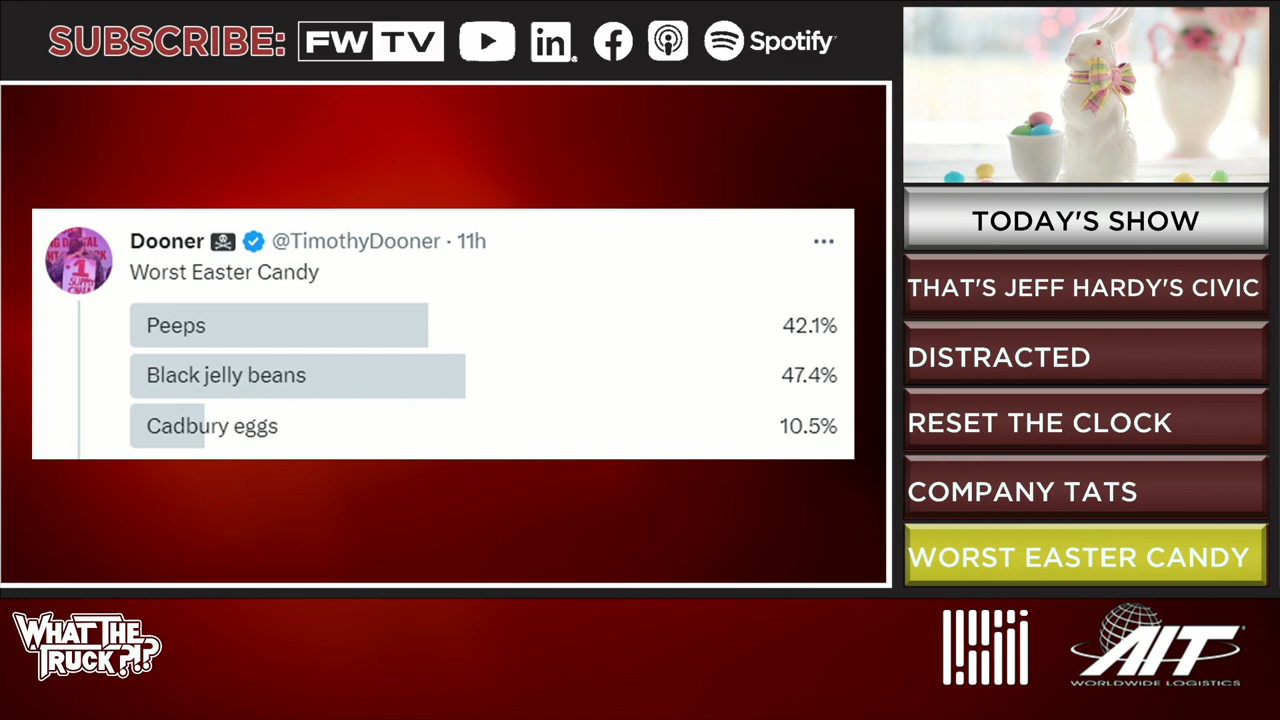 SUBSCRIBE: FW TV in Spotify
Dooner @TimothyDooner · 11h
Worst Easter Candy
Peeps 42.1%
Black jelly beans 47.4%
Cadbury eggs 10.5%
TODAY'S SHOW
THAT'S JEFF HARDY'S CIVIC
DISTRACTED
RESET THE CLOCK
COMPANY TATS
WORST EASTER CANDY
WHAT THE
TRUCK?!?
AIT
WORLDWIDE LOGISTICS